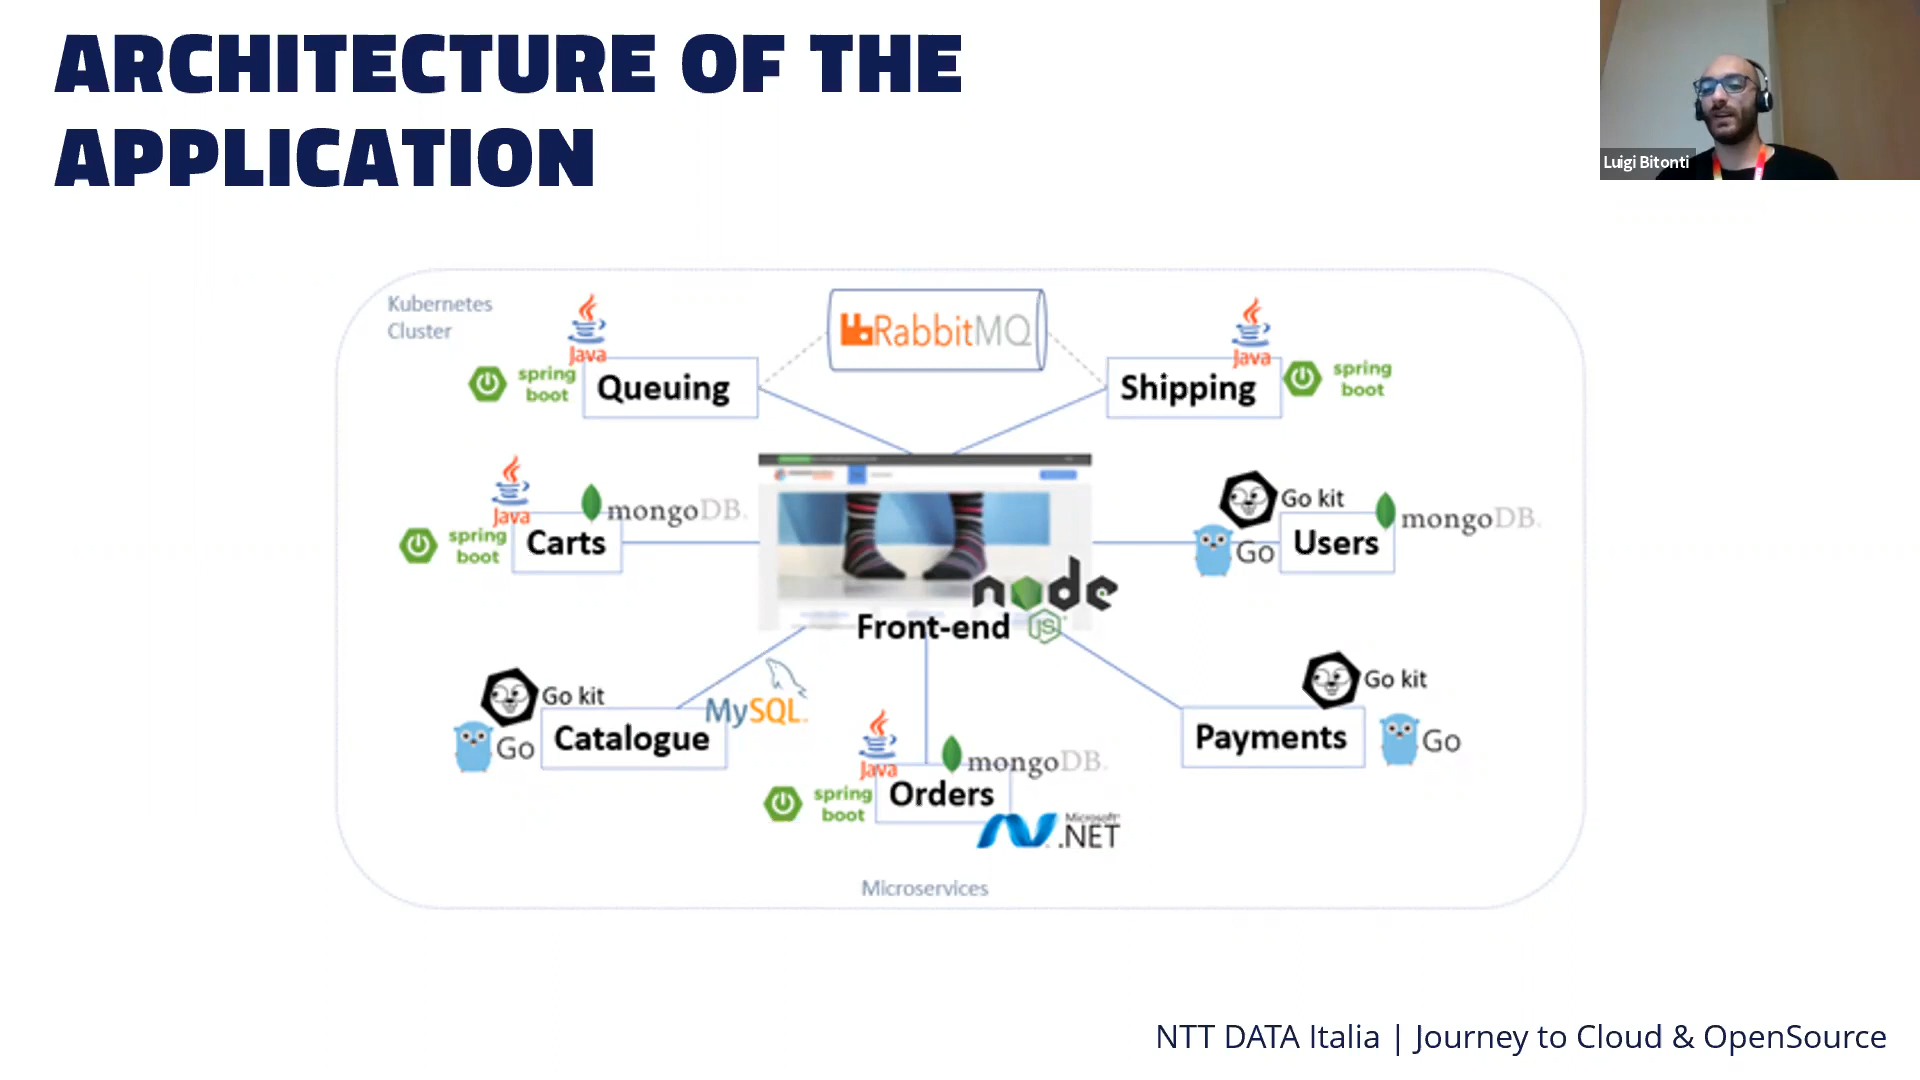 ARCHITECTURE OF THE
APPLICATION
Luigi Bitonti
Kubernetes
Cluster
Java
spring
boot
Queuing
RabbitMQ
Java
Shipping
spring
boot
Java
mongoDB.
spring
boot
Carts
Go kit
mongoDB.
Go
Users
node
JS
Front-end
Go kit
Go
Catalogue
MySQL
Java
mongoDB.
spring
boot
Orders
Microsoft
.NET
Go kit
Payments
Go
Microservices
NTT DATA Italia | Journey to Cloud & OpenSource